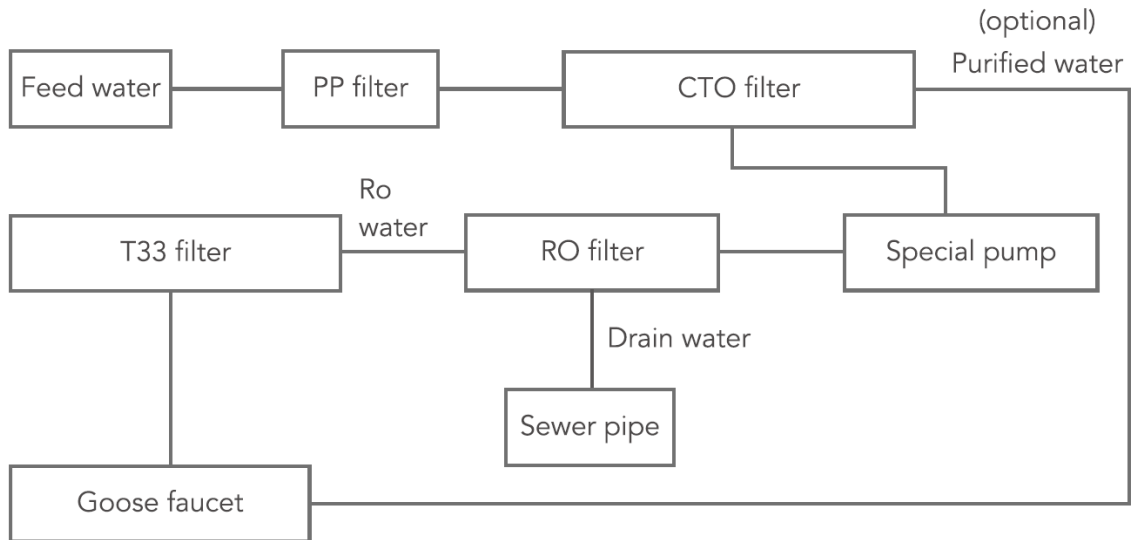 (optional)
Purified water
Feed water
PP filter
CTO filter
Ro
water
T33 filter
RO filter
Special pump
Drain water
Sewer pipe
Goose faucet